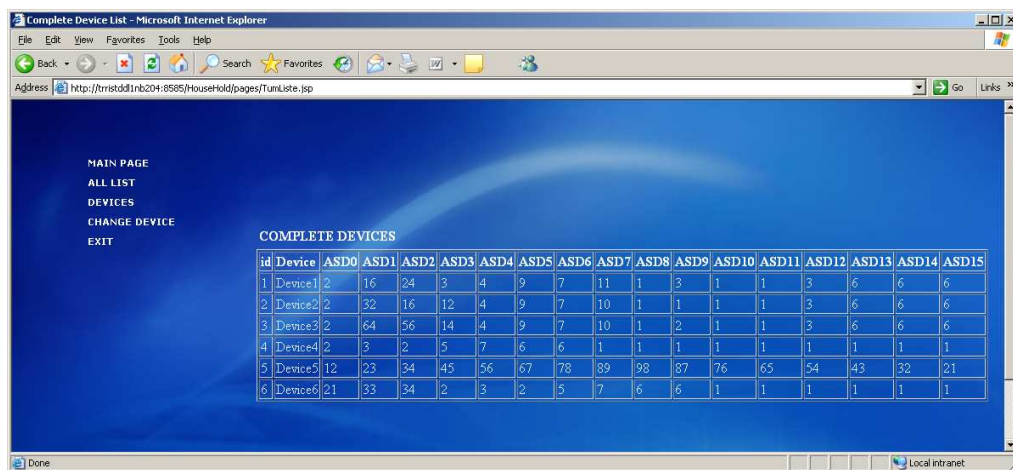 Complete Device List - Microsoft Internet Explorer
File Edit View Favorites Tools Help
Back Search Favorites
Address http://trristddl1nb204:8585/HouseHold/pages/TumListe.jsp Go Links »
MAIN PAGE
ALL LIST
DEVICES
CHANGE DEVICE
EXIT
COMPLETE DEVICES
id Device ASD0 ASD1 ASD2 ASD3 ASD4 ASD5 ASD6 ASD7 ASD8 ASD9 ASD10 ASD11 ASD12 ASD13 ASD14 ASD15
1 Device1 2 16 24 3 4 9 7 11 1 3 1 1 3 6 6 6
2 Device2 2 32 16 12 4 9 7 10 1 1 1 1 3 6 6 6
3 Device3 2 64 56 14 4 9 7 10 1 2 1 1 3 6 6 6
4 Device4 2 3 2 5 7 6 6 1 1 1 1 1 1 1 1 1
5 Device5 12 23 34 45 56 67 78 89 98 87 76 65 54 43 32 21
6 Device6 21 33 34 2 3 2 5 7 6 6 1 1 1 1 1 1
Done Local intranet